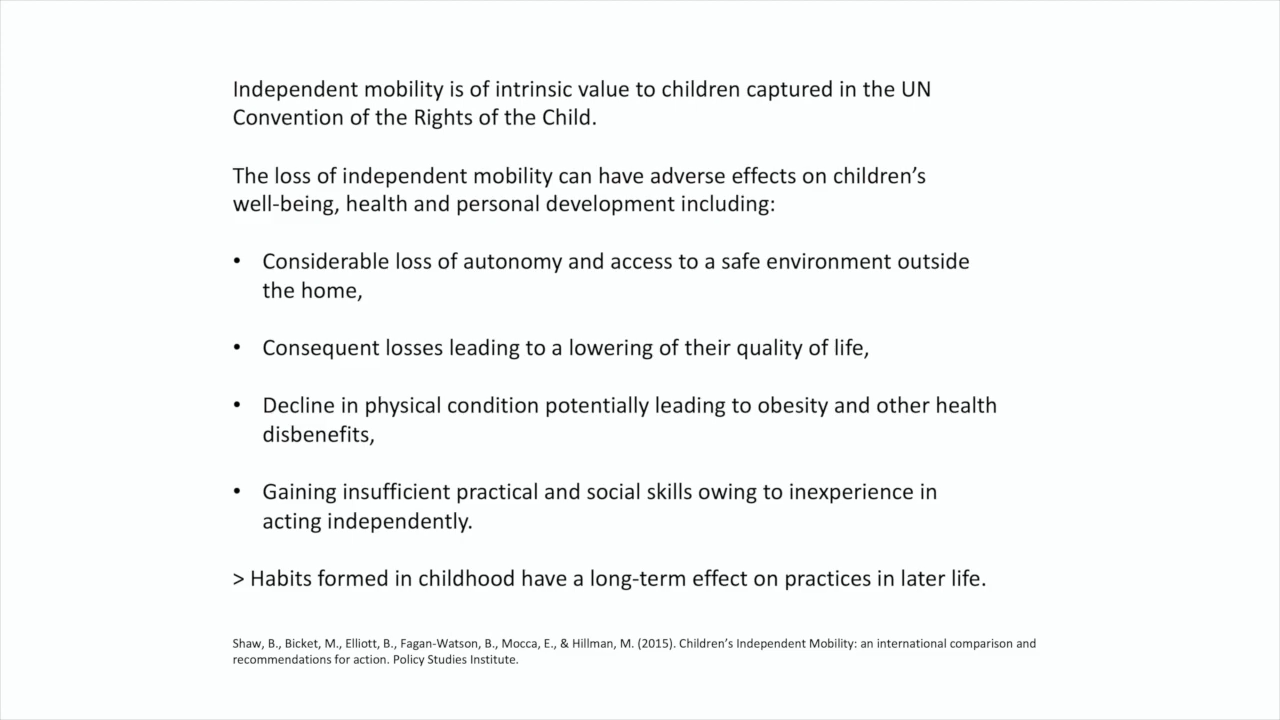 Independent mobility is of intrinsic value to children captured in the UN
Convention of the Rights of the Child.
The loss of independent mobility can have adverse effects on children’s
well-being, health and personal development including:
• Considerable loss of autonomy and access to a safe environment outside
the home,
• Consequent losses leading to a lowering of their quality of life,
• Decline in physical condition potentially leading to obesity and other health
disbenefits,
• Gaining insufficient practical and social skills owing to inexperience in
acting independently.
> Habits formed in childhood have a long-term effect on practices in later life.
Shaw, B., Bicket, M., Elliott, B., Fagan-Watson, B., Mocca, E., & Hillman, M. (2015). Children’s Independent Mobility: an international comparison and
recommendations for action. Policy Studies Institute.